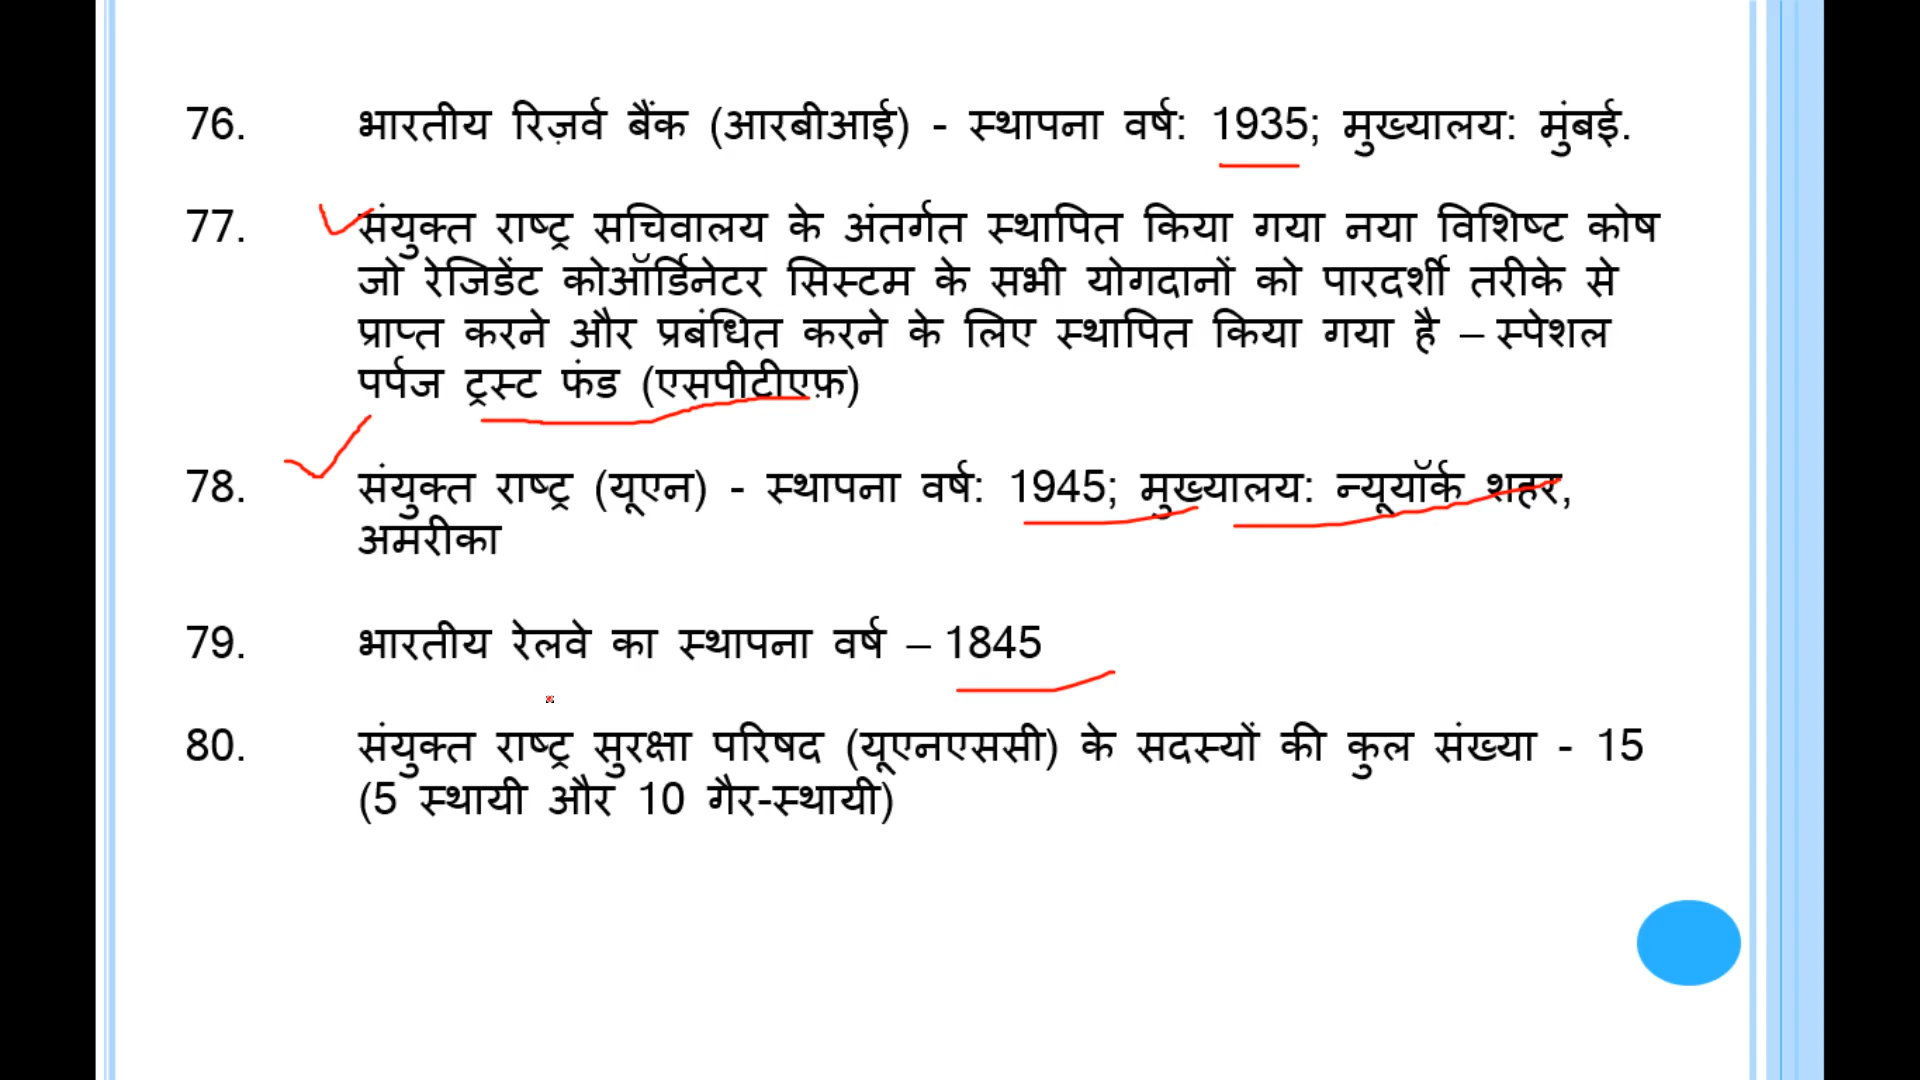 76. भारतीय रिज़र्व बैंक (आरबीआई) - स्थापना वर्ष: 1935; मुख्यालय: मुंबई.
77. संयुक्त राष्ट्र सचिवालय के अंतर्गत स्थापित किया गया नया विशिष्ट कोष
जो रेजिडेंट कोऑर्डिनेटर सिस्टम के सभी योगदानों को पारदर्शी तरीके से
प्राप्त करने और प्रबंधित करने के लिए स्थापित किया गया है – स्पेशल
पर्पज ट्रस्ट फंड (एसपीटीएफ़)
78. संयुक्त राष्ट्र (यूएन) - स्थापना वर्ष: 1945; मुख्यालय: न्यूयॉर्क शहर,
अमरीका
79. भारतीय रेलवे का स्थापना वर्ष – 1845
80. संयुक्त राष्ट्र सुरक्षा परिषद (यूएनएससी) के सदस्यों की कुल संख्या - 15
(5 स्थायी और 10 गैर-स्थायी)